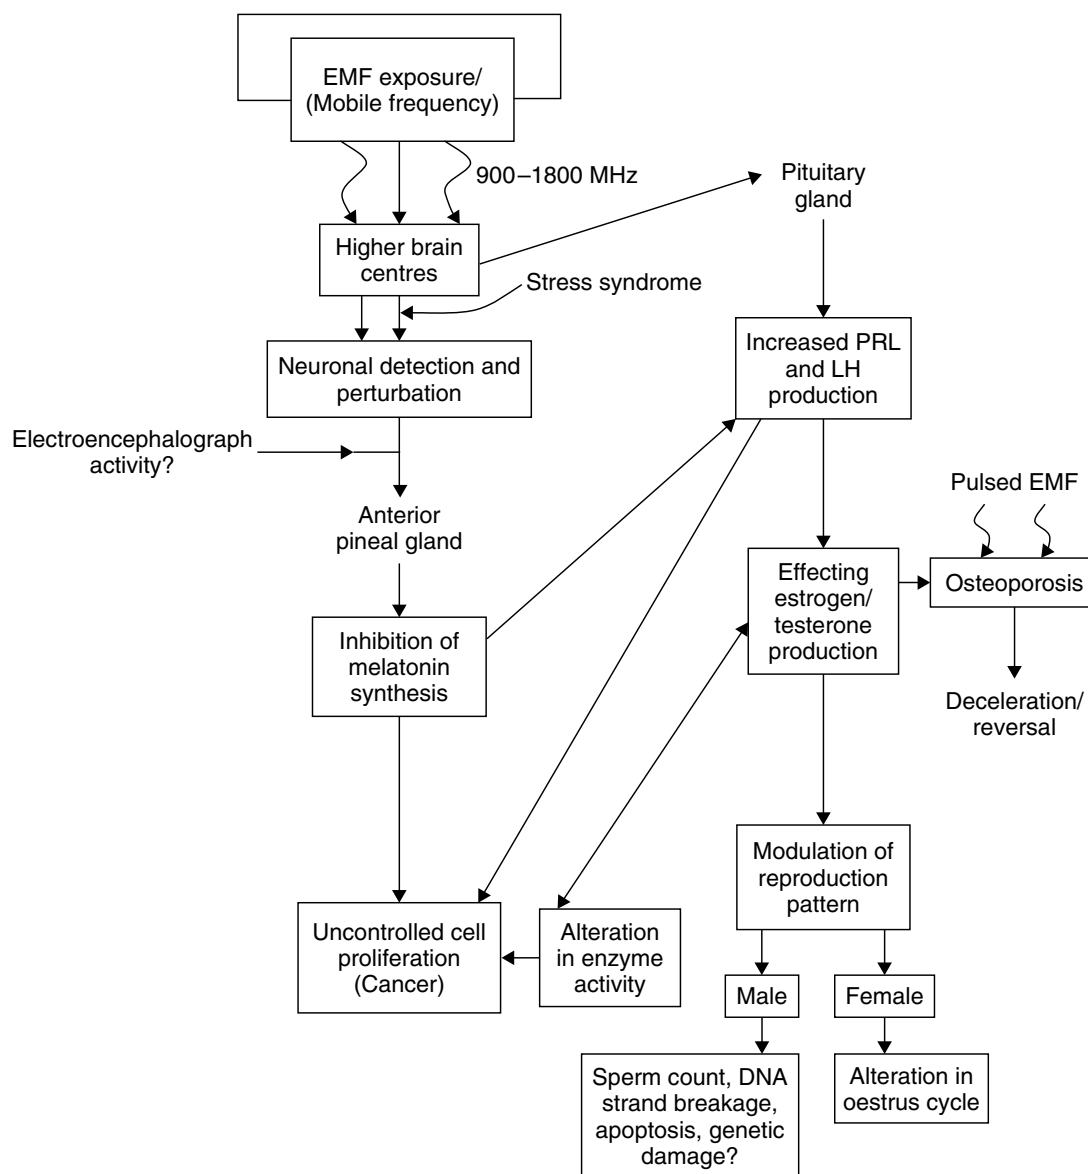 EMF exposure/
(Mobile frequency)
900–1800 MHz
Pituitary
gland
Higher brain
centres
Stress syndrome
Increased PRL
and LH
production
Neuronal detection and
perturbation
Electroencephalograph
activity?
Anterior
pineal gland
Pulsed EMF
Effecting
estrogen/
testerone
production
Osteoporosis
Inhibition of
melatonin
synthesis
Deceleration/
reversal
Modulation of
reproduction
pattern
Uncontrolled cell
proliferation
(Cancer)
Alteration
in enzyme
activity
Male
Female
Sperm count, DNA
strand breakage,
apoptosis, genetic
damage?
Alteration in
oestrus cycle